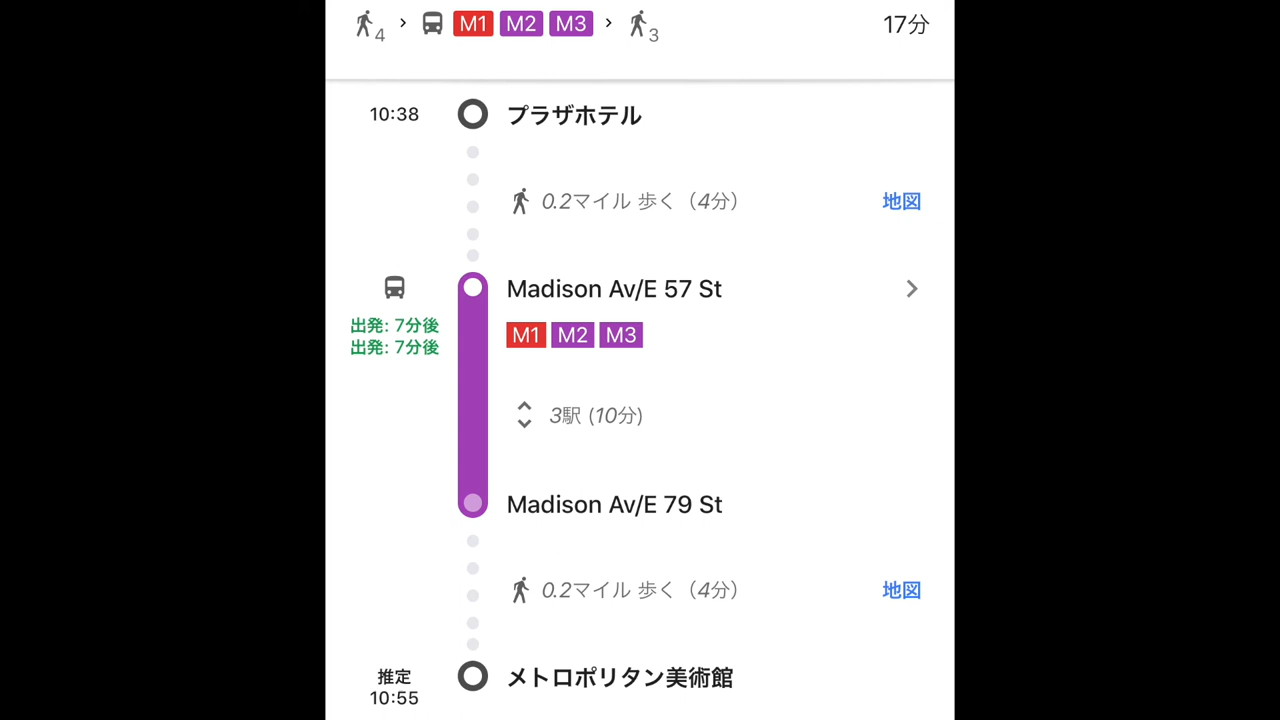 4 > M1 M2 M3 > 3 17分
10:38 プラザホテル
0.2マイル 歩く（4分） 地図
Madison Av/E 57 St
出発: 7分後
出発: 7分後
M1 M2 M3
3駅 (10分)
Madison Av/E 79 St
0.2マイル 歩く（4分） 地図
推定
10:55
メトロポリタン美術館